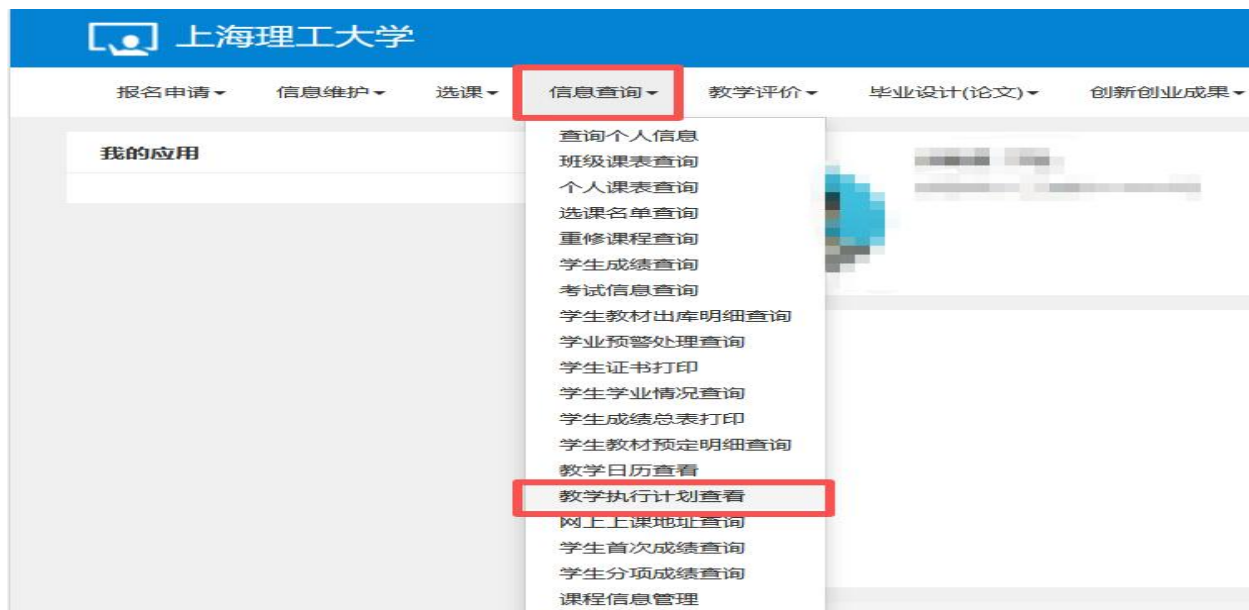 上海理工大学
报名申请 信息维护 选课 信息查询 教学评价 毕业设计(论文) 创新创业成果
我的应用
查询个人信息
班级课表查询
个人课表查询
选课名单查询
重修课程查询
学生成绩查询
考试信息查询
学生教材出库明细查询
学业预警处理查询
学生证书打印
学生学业情况查询
学生成绩总表打印
学生教材预定明细查询
教学日历查看
教学执行计划查看
网上上课地址查询
学生首次成绩查询
学生分项成绩查询
课程信息管理